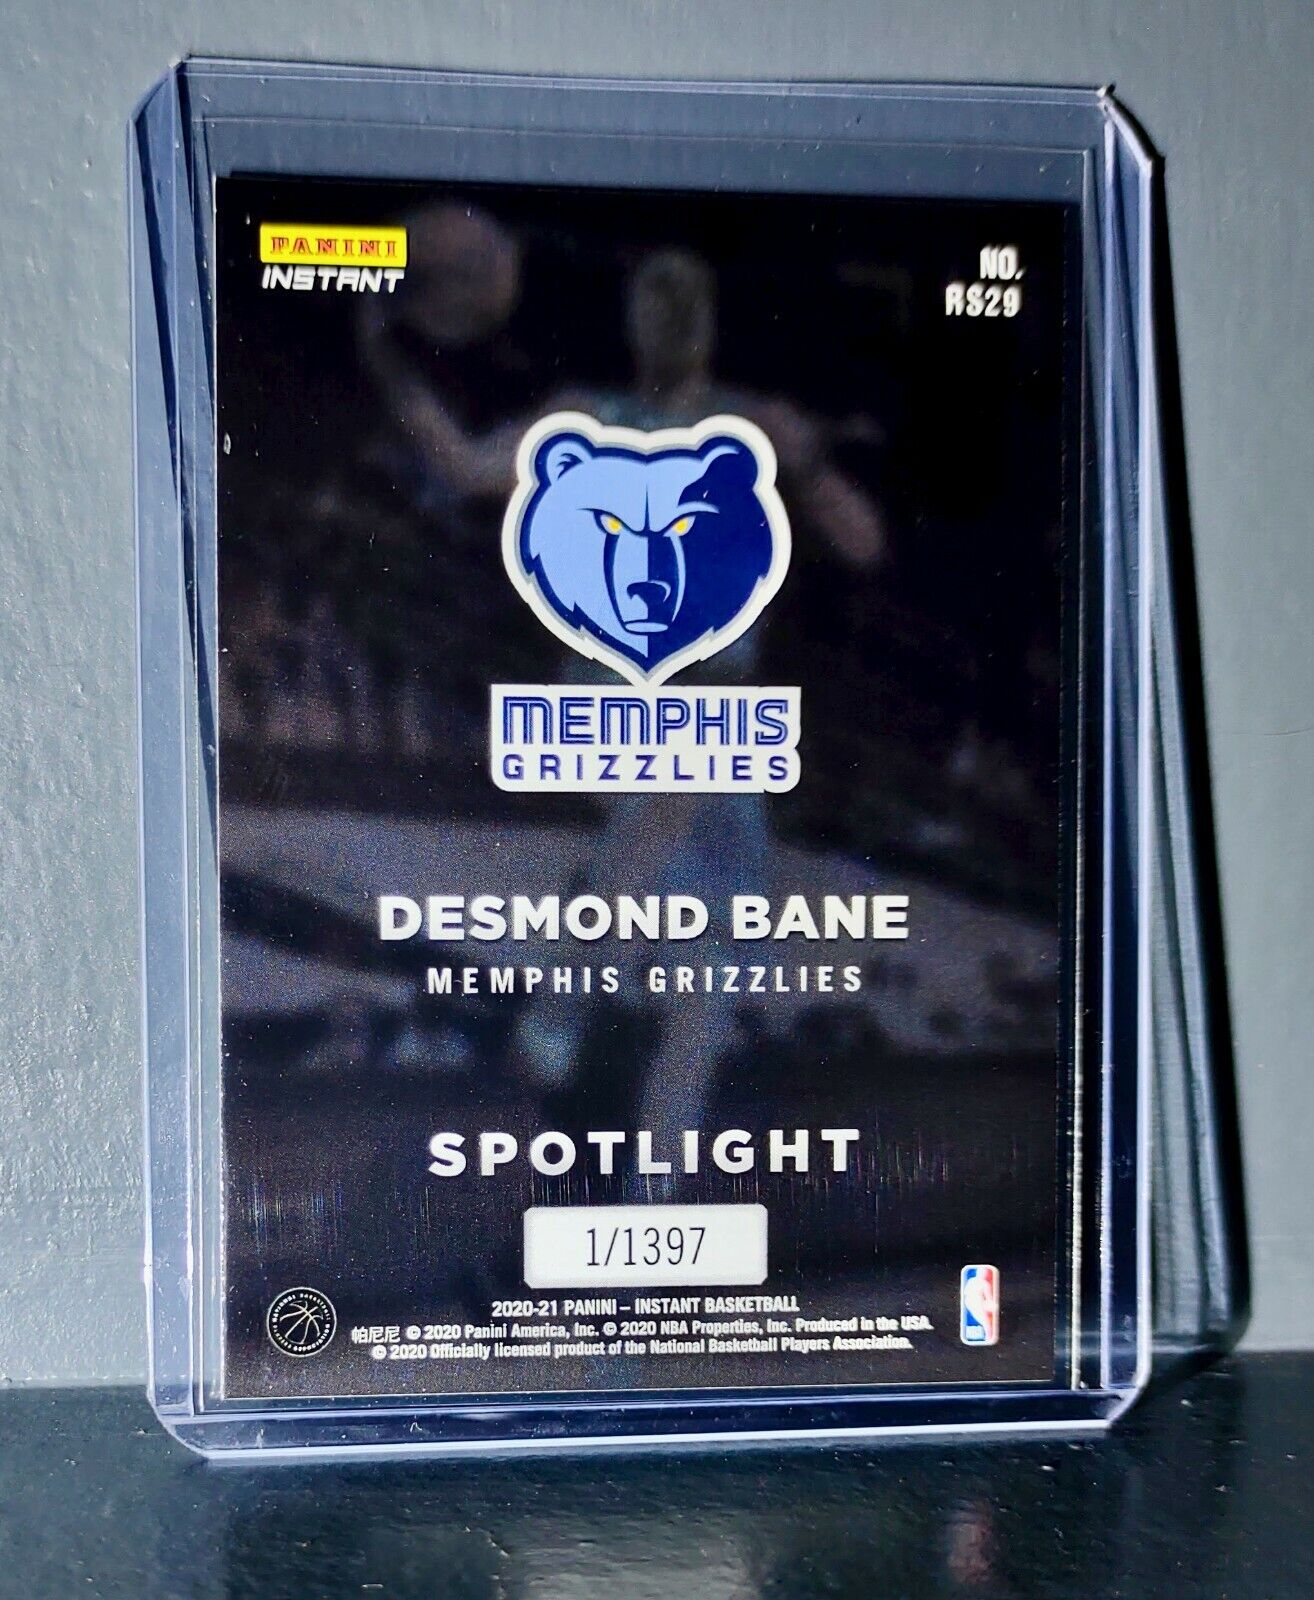 PANINI
INSTANT
NO.
RS29
MEMPHIS
GRIZZLIES
DESMOND BANE
MEMPHIS GRIZZLIES
SPOTLIGHT
1/1397
2020-21 PANINI – INSTANT BASKETBALL
帕尼尼 © 2020 Panini America, Inc. © 2020 NBA Properties, Inc. Produced in the USA.
© 2020 Officially licensed product of the National Basketball Players Association.